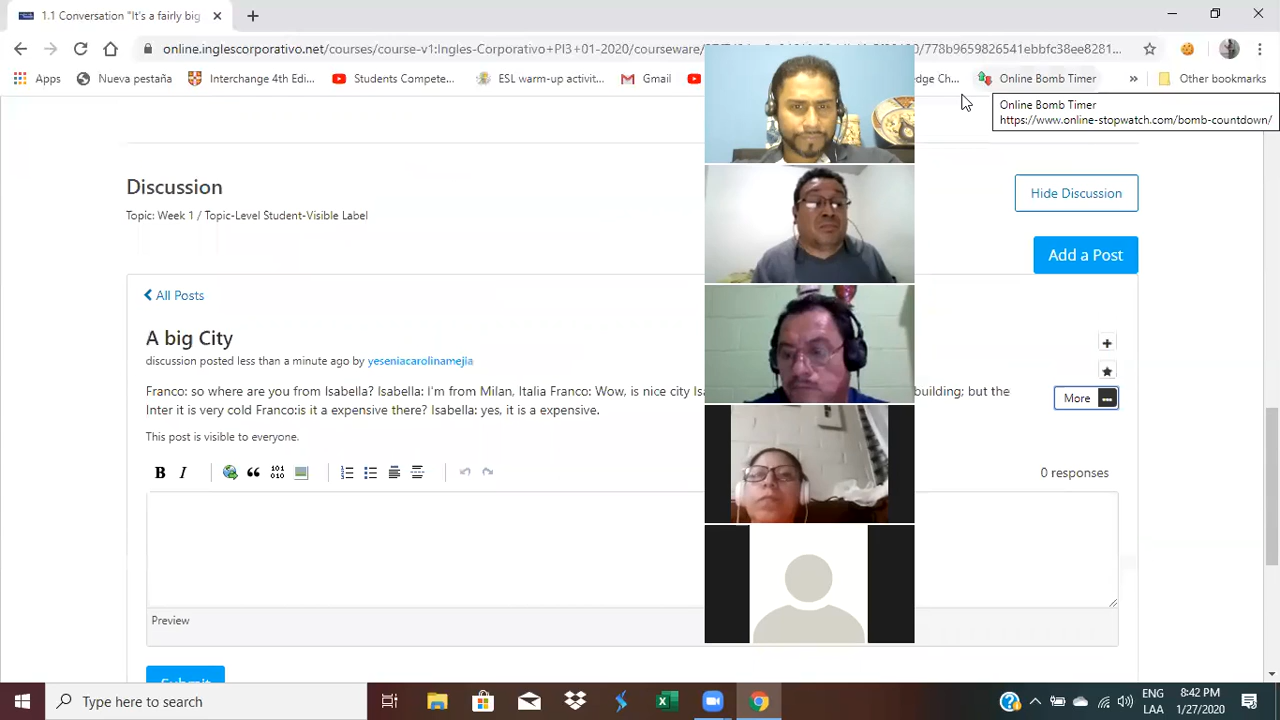 1.1 Conversation "It's a fairly big
online.inglescorporativo.net/courses/course-v1:Ingles-Corporativo+PI3+01-2020/courseware/ 778b9659826541ebbfc38ee8281...
Apps Nueva pestaña Interchange 4th Edi... Students Compete... ESL warm-up activit... Gmail edge Ch... Online Bomb Timer » Other bookmarks
Online Bomb Timer
https://www.online-stopwatch.com/bomb-countdown/
Discussion
Hide Discussion
Topic: Week 1 / Topic-Level Student-Visible Label
Add a Post
All Posts
A big City
discussion posted less than a minute ago by yeseniacarolinamejia
Franco: so where are you from Isabella? Isabella: I'm from Milan, Italia Franco: Wow, is nice city building; but the
Inter it is very cold Franco:is it a expensive there? Isabella: yes, it is a expensive.
More ...
This post is visible to everyone.
B I
0 responses
Preview
Submit
Type here to search
ENG 8:42 PM
LAA 1/27/2020